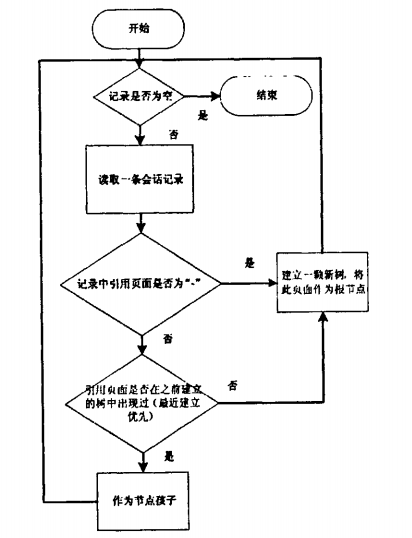 开始
记录是否为空
是
结束
否
读取一条会话记录
记录中引用页面是否为“-”
是
建立一颗新树，将
此页面作为根节点
否
引用页面是否在之前建立
的树中出现过（最近建立
优先）
否
是
作为节点孩子